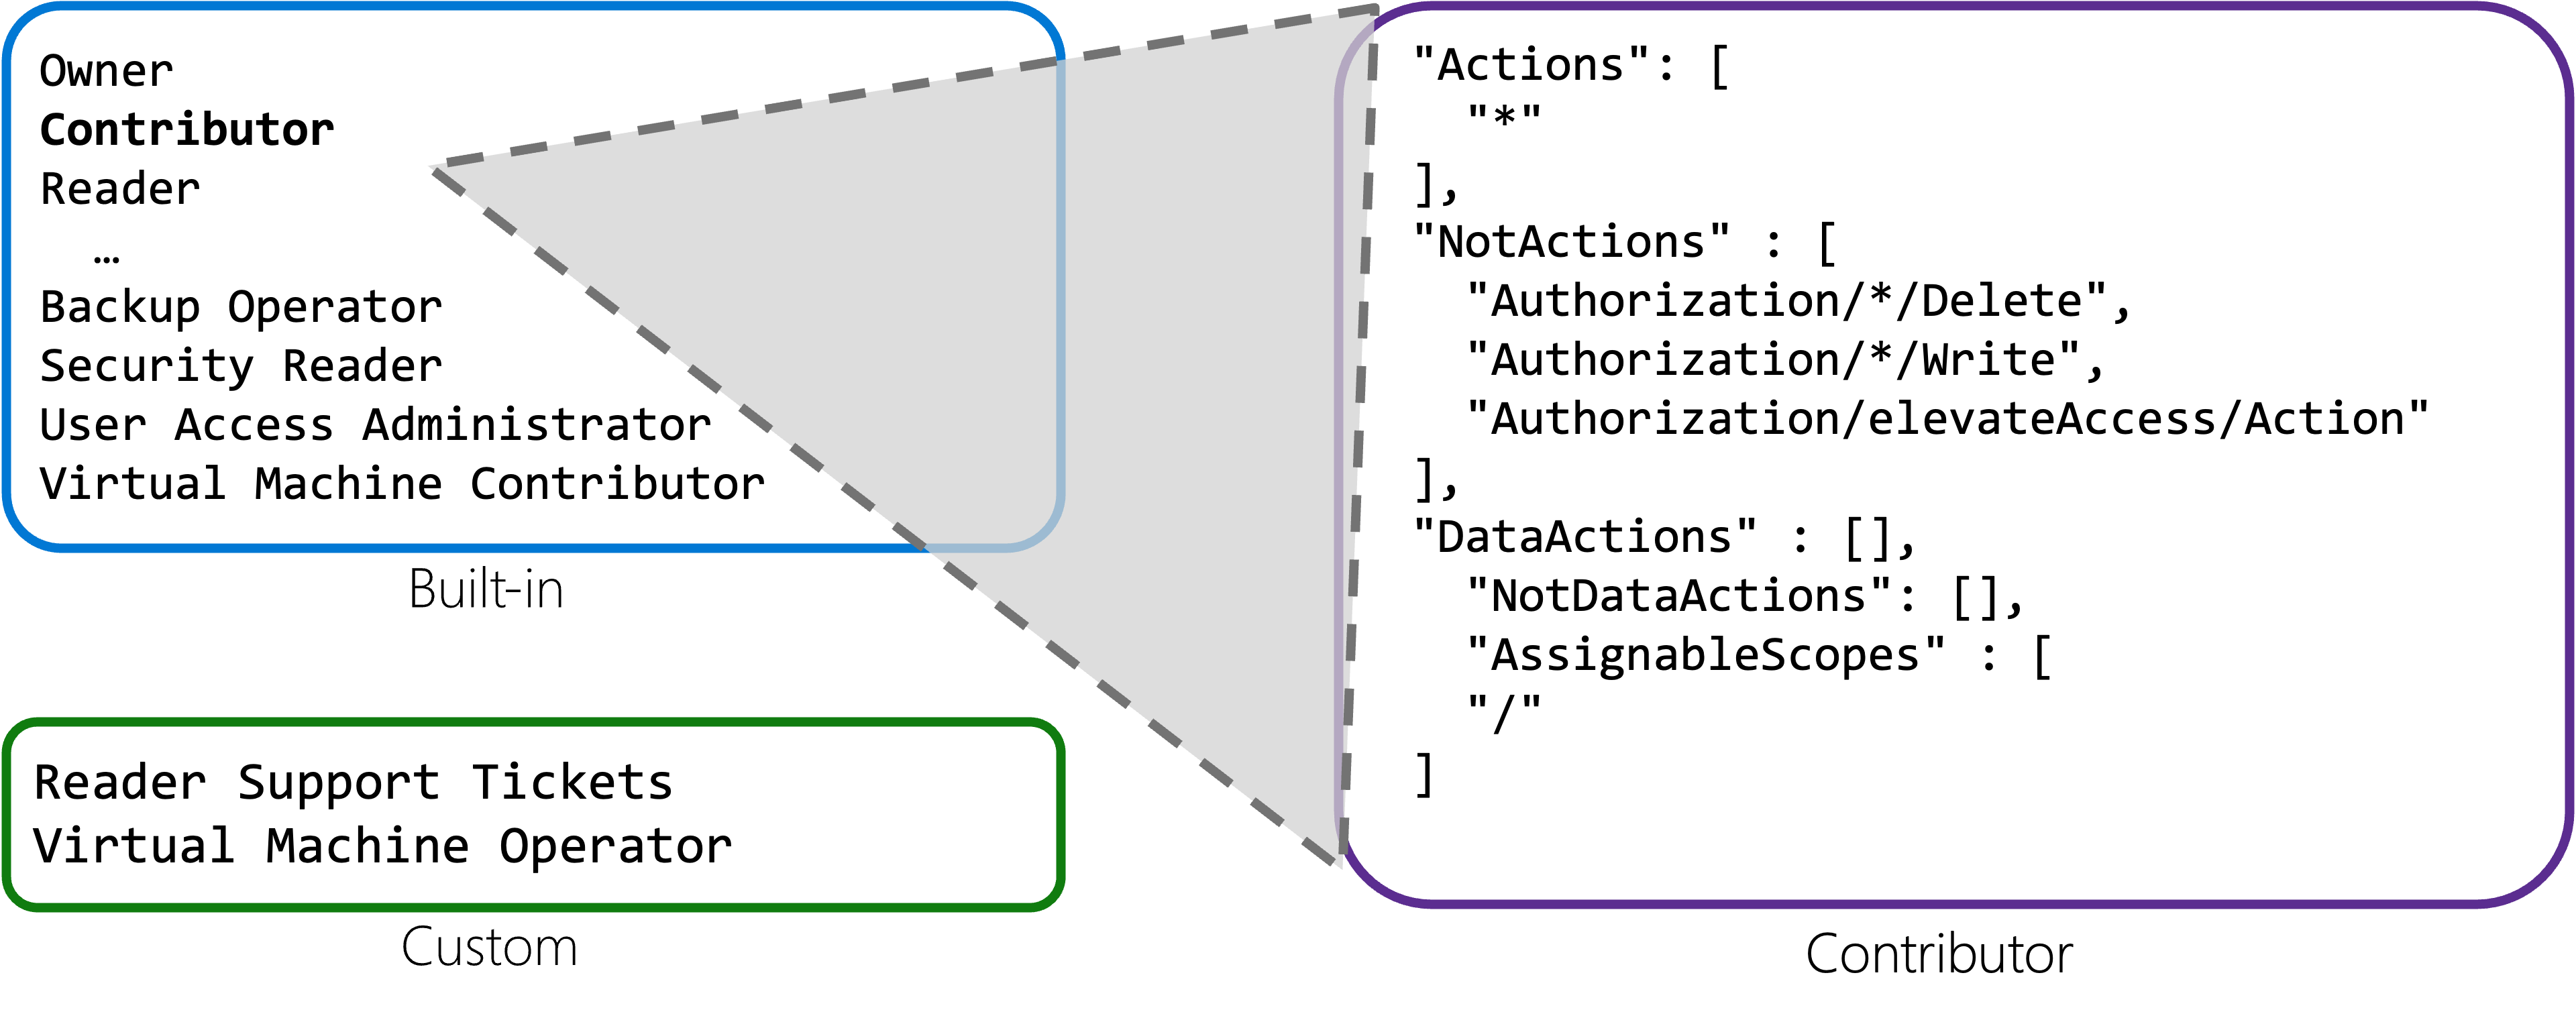 Owner
Contributor
Reader
…
Backup Operator
Security Reader
User Access Administrator
Virtual Machine Contributor
Built-in
Reader Support Tickets
Virtual Machine Operator
Custom
"Actions": [
"*"
],
"NotActions" : [
"Authorization/*/Delete",
"Authorization/*/Write",
"Authorization/elevateAccess/Action"
],
"DataActions" : [],
"NotDataActions": [],
"AssignableScopes" : [
"/"
]
Contributor